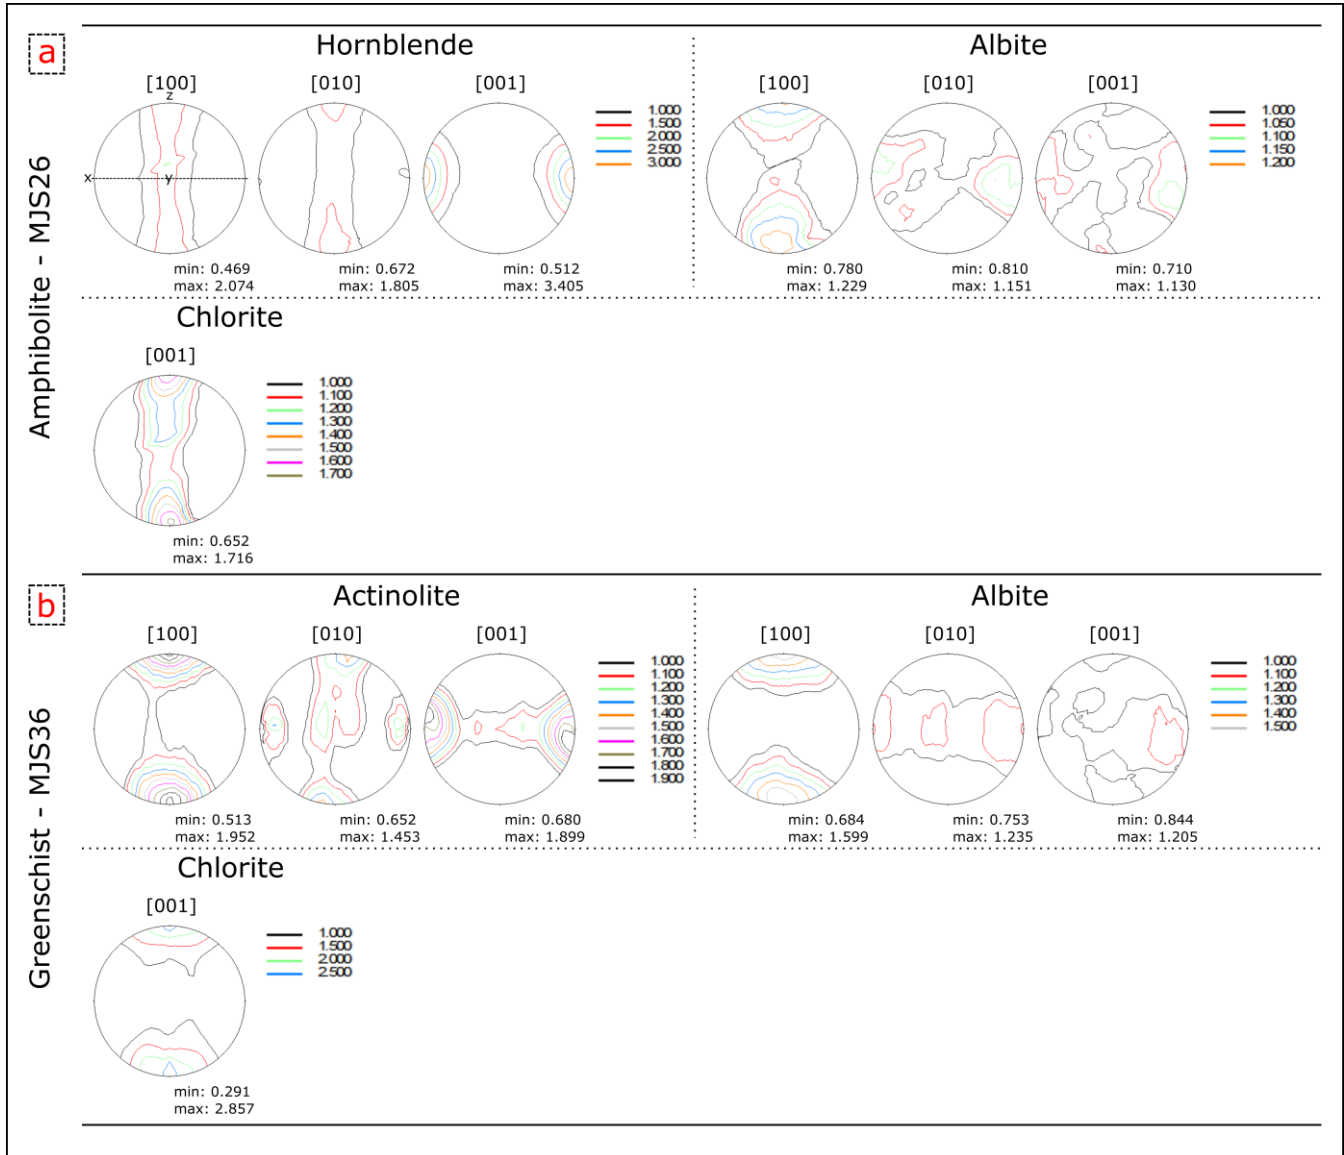 a
Amphibolite - MJS26
Hornblende
[100]
[010]
[001]
z
x
y
1.000
1.500
2.000
2.500
3.000
min: 0.469
max: 2.074
min: 0.672
max: 1.805
min: 0.512
max: 3.405
Albite
[100]
[010]
[001]
1.000
1.050
1.100
1.150
1.200
min: 0.780
max: 1.229
min: 0.810
max: 1.151
min: 0.710
max: 1.130
Chlorite
[001]
1.000
1.100
1.200
1.300
1.400
1.500
1.600
1.700
min: 0.652
max: 1.716
b
Greenschist - MJS36
Actinolite
[100]
[010]
[001]
1.000
1.100
1.200
1.300
1.400
1.500
1.600
1.700
1.800
1.900
min: 0.513
max: 1.952
min: 0.652
max: 1.453
min: 0.680
max: 1.899
Albite
[100]
[010]
[001]
1.000
1.100
1.200
1.300
1.400
1.500
min: 0.684
max: 1.599
min: 0.753
max: 1.235
min: 0.844
max: 1.205
Chlorite
[001]
1.000
1.500
2.000
2.500
min: 0.291
max: 2.857